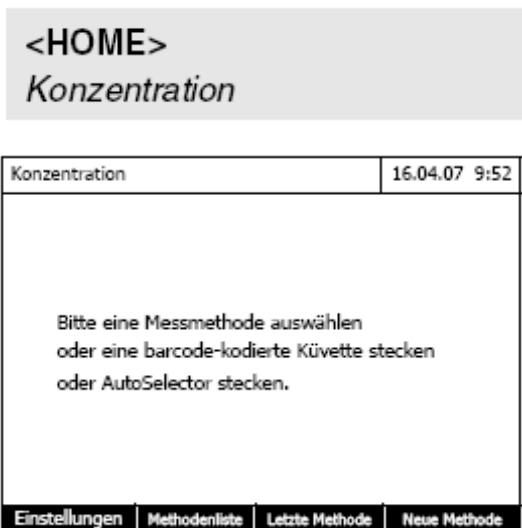 <HOME>
Konzentration
Konzentration 16.04.07 9:52
Bitte eine Messmethode auswählen
oder eine barcode-kodierte Küvette stecken
oder AutoSelector stecken.
Einstellungen Methodenliste Letzte Methode Neue Methode